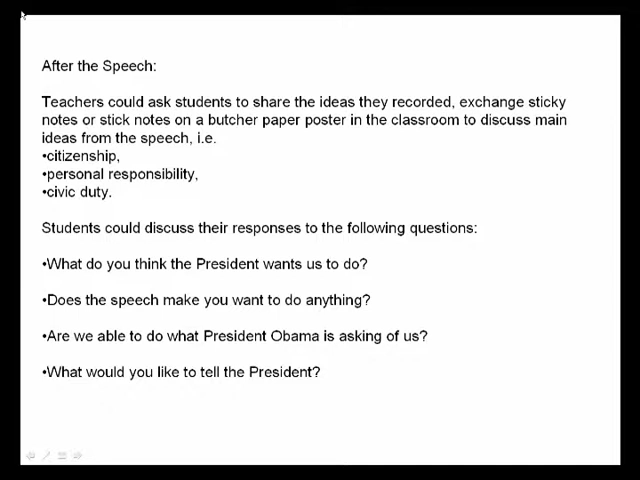 After the Speech:
Teachers could ask students to share the ideas they recorded, exchange sticky
notes or stick notes on a butcher paper poster in the classroom to discuss main
ideas from the speech, i.e.
•citizenship,
•personal responsibility,
•civic duty.
Students could discuss their responses to the following questions:
•What do you think the President wants us to do?
•Does the speech make you want to do anything?
•Are we able to do what President Obama is asking of us?
•What would you like to tell the President?